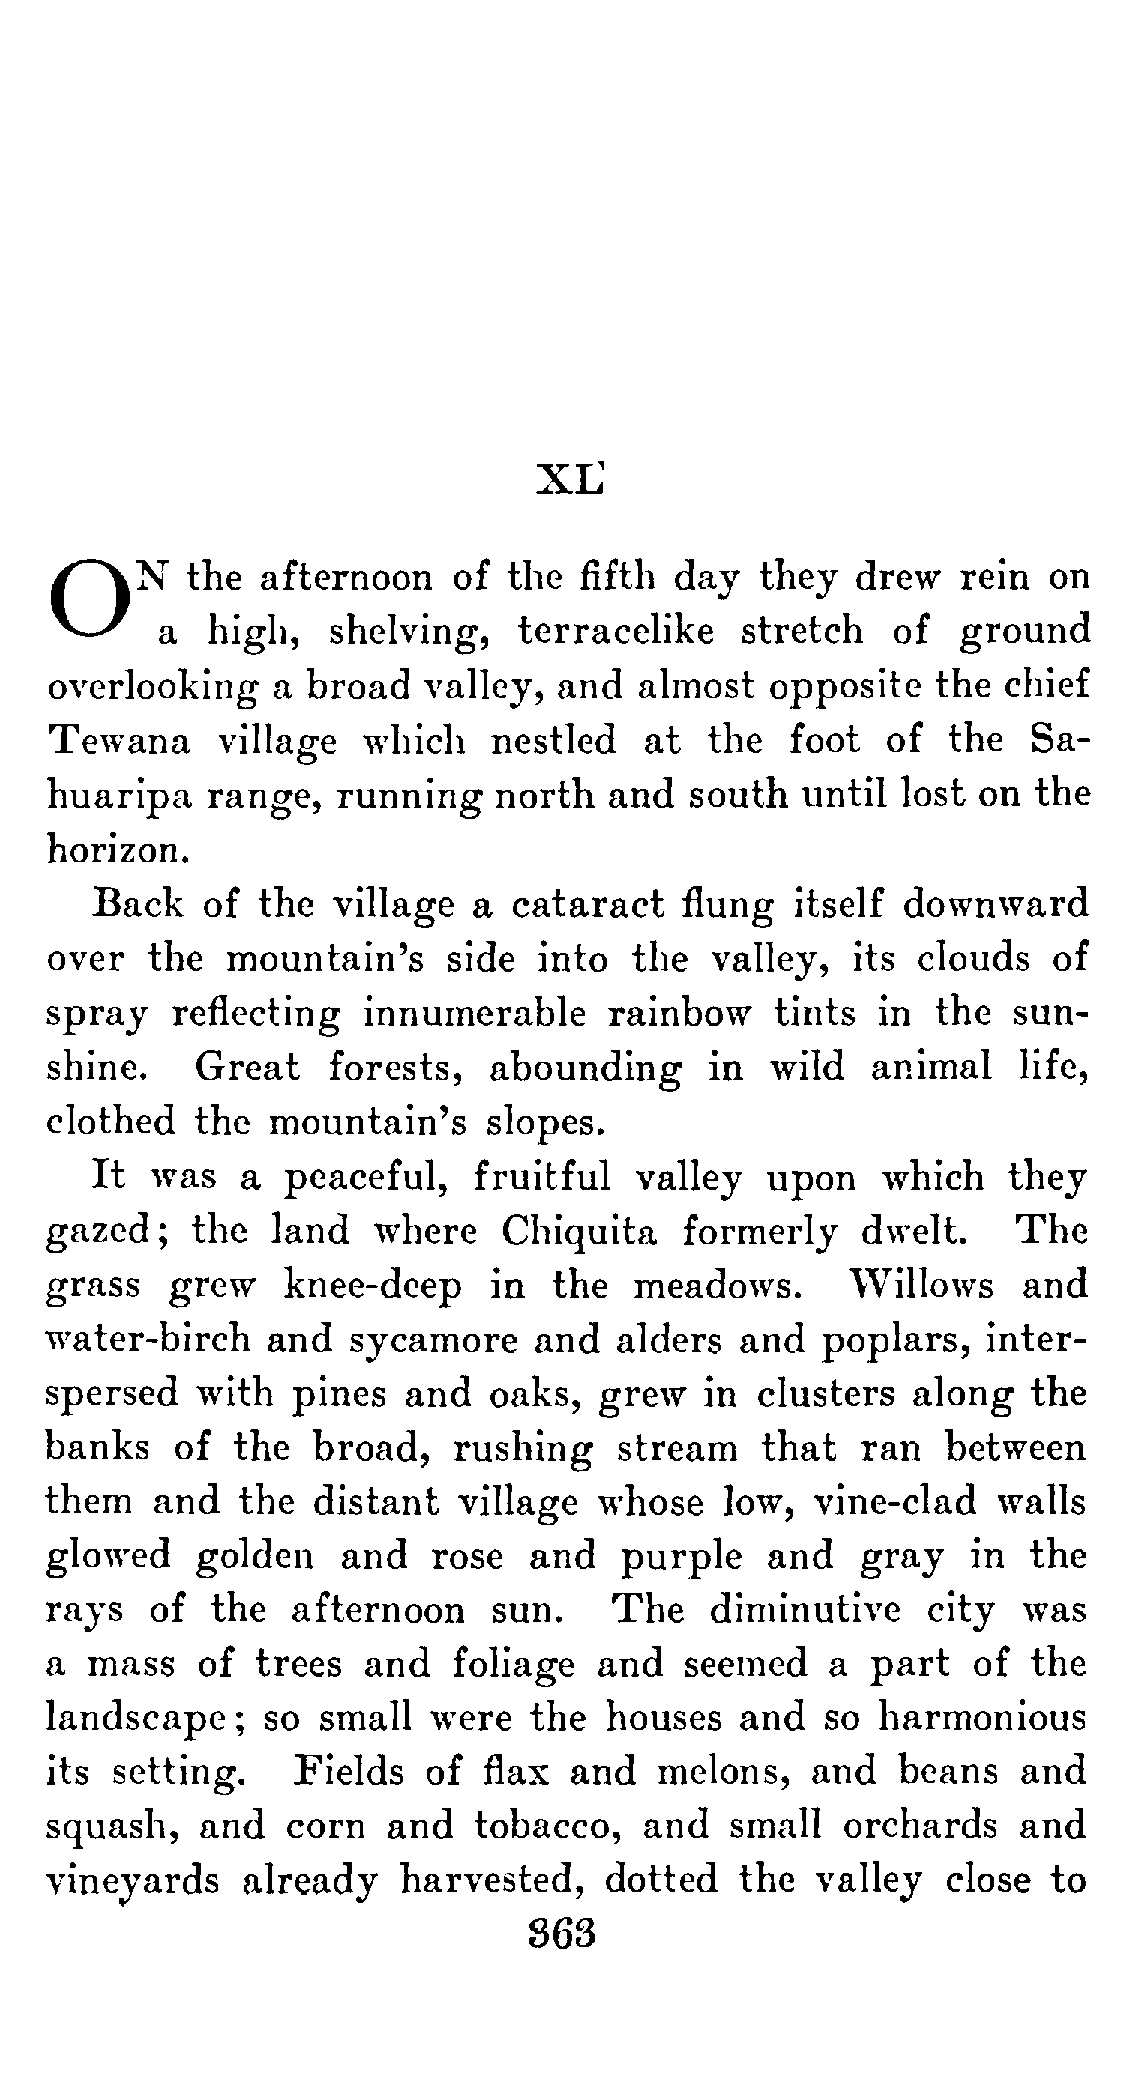 XL
ON the afternoon of the fifth day they drew rein on
a high, shelving, terracelike stretch of ground
overlooking a broad valley, and almost opposite the chief
Tewana village which nestled at the foot of the Sa-
huaripa range, running north and south until lost on the
horizon.
Back of the village a cataract flung itself downward
over the mountain's side into the valley, its clouds of
spray reflecting innumerable rainbow tints in the sun-
shine. Great forests, abounding in wild animal life,
clothed the mountain's slopes.
It was a peaceful, fruitful valley upon which they
gazed; the land where Chiquita formerly dwelt. The
grass grew knee-deep in the meadows. Willows and
water-birch and sycamore and alders and poplars, inter-
spersed with pines and oaks, grew in clusters along the
banks of the broad, rushing stream that ran between
them and the distant village whose low, vine-clad walls
glowed golden and rose and purple and gray in the
rays of the afternoon sun. The diminutive city was
a mass of trees and foliage and seemed a part of the
landscape; so small were the houses and so harmonious
its setting. Fields of flax and melons, and beans and
squash, and corn and tobacco, and small orchards and
vineyards already harvested, dotted the valley close to
363